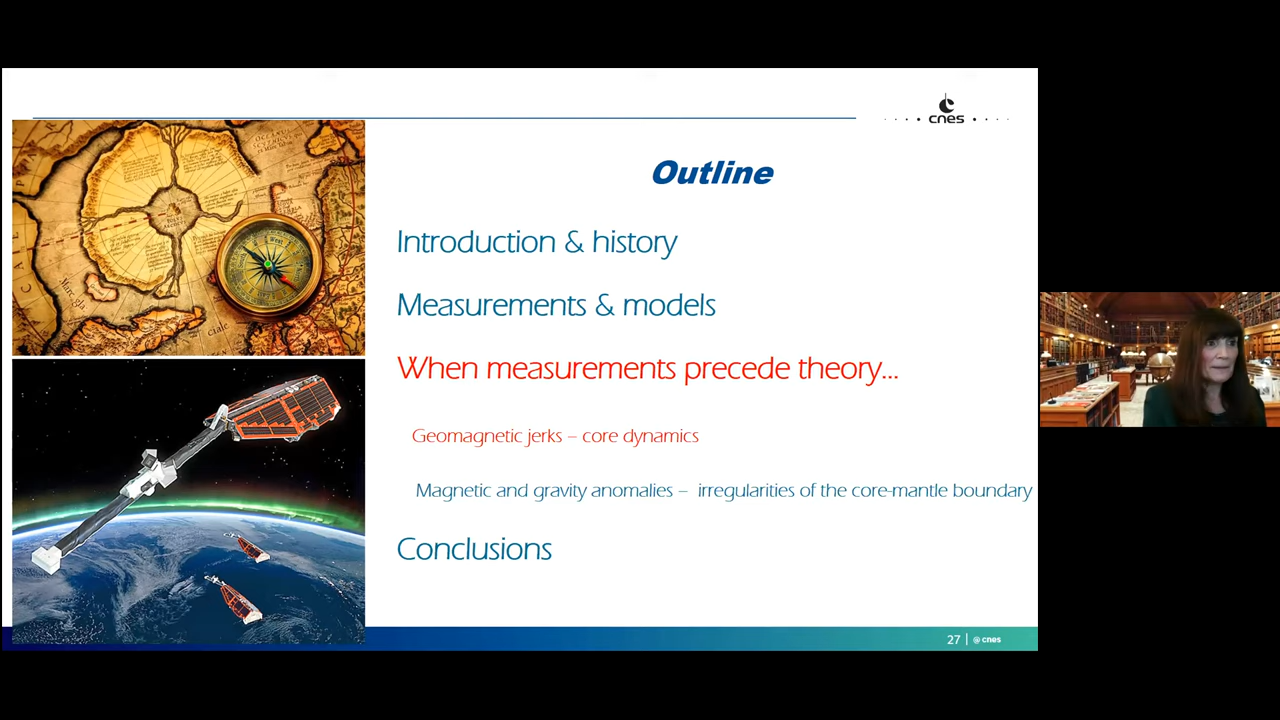 cnes
Outline
Introduction & history
Measurements & models
When measurements precede theory...
Geomagnetic jerks – core dynamics
Magnetic and gravity anomalies – irregularities of the core-mantle boundary
Conclusions
27 | @ cnes
ciale